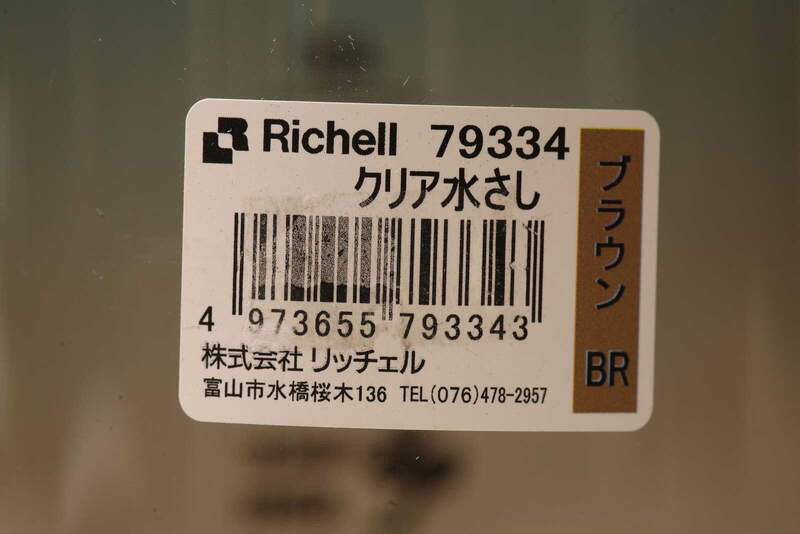 Richell 79334
クリア水さし
4 973655 793343
株式会社 リッチェル
富山市水橋桜木136 TEL(076)478-2957
ブラウン BR